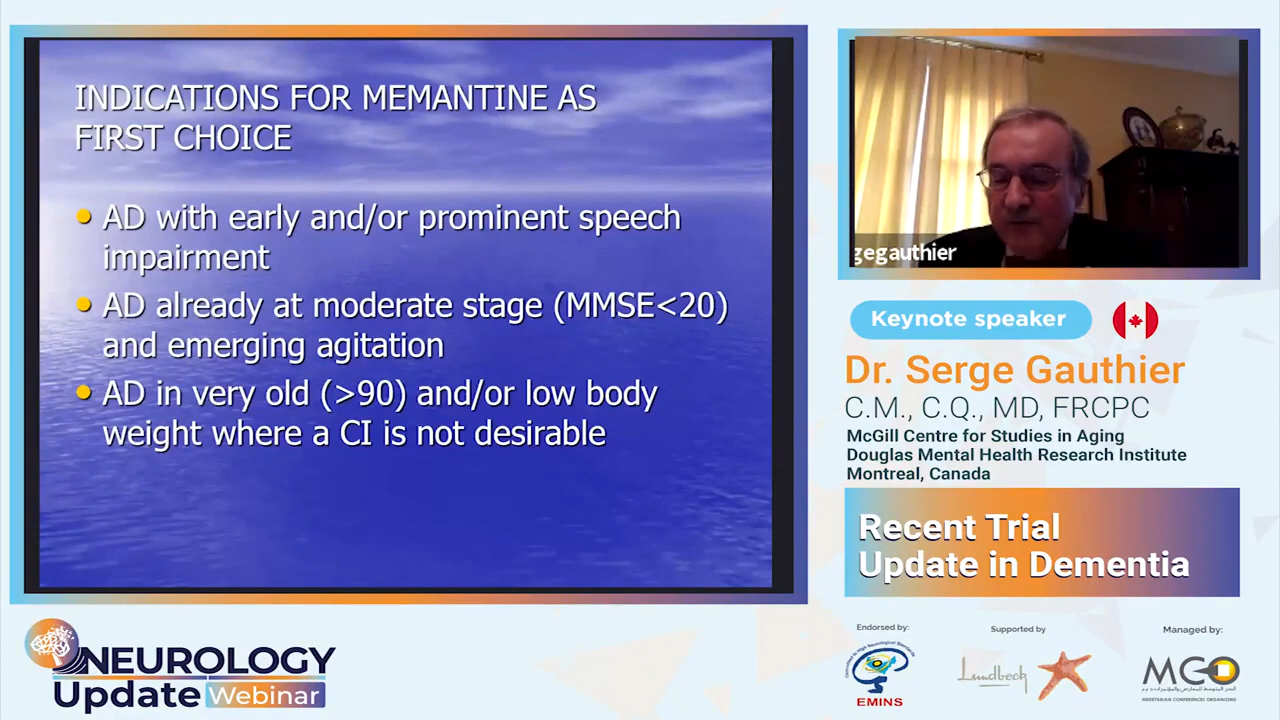 INDICATIONS FOR MEMANTINE AS
FIRST CHOICE
AD with early and/or prominent speech
impairment
AD already at moderate stage (MMSE<20)
and emerging agitation
AD in very old (>90) and/or low body
weight where a CI is not desirable
gegauthier
Keynote speaker
Dr. Serge Gauthier
C.M., C.Q., MD, FRCPC
McGill Centre for Studies in Aging
Douglas Mental Health Research Institute
Montreal, Canada
Recent Trial
Update in Dementia
NEUROLOGY
Update Webinar
Endorsed by:
EMINS
Supported by
Lundbeck
Managed by:
MCO
MEDITARIAN CONFERENCES ORGANIZING